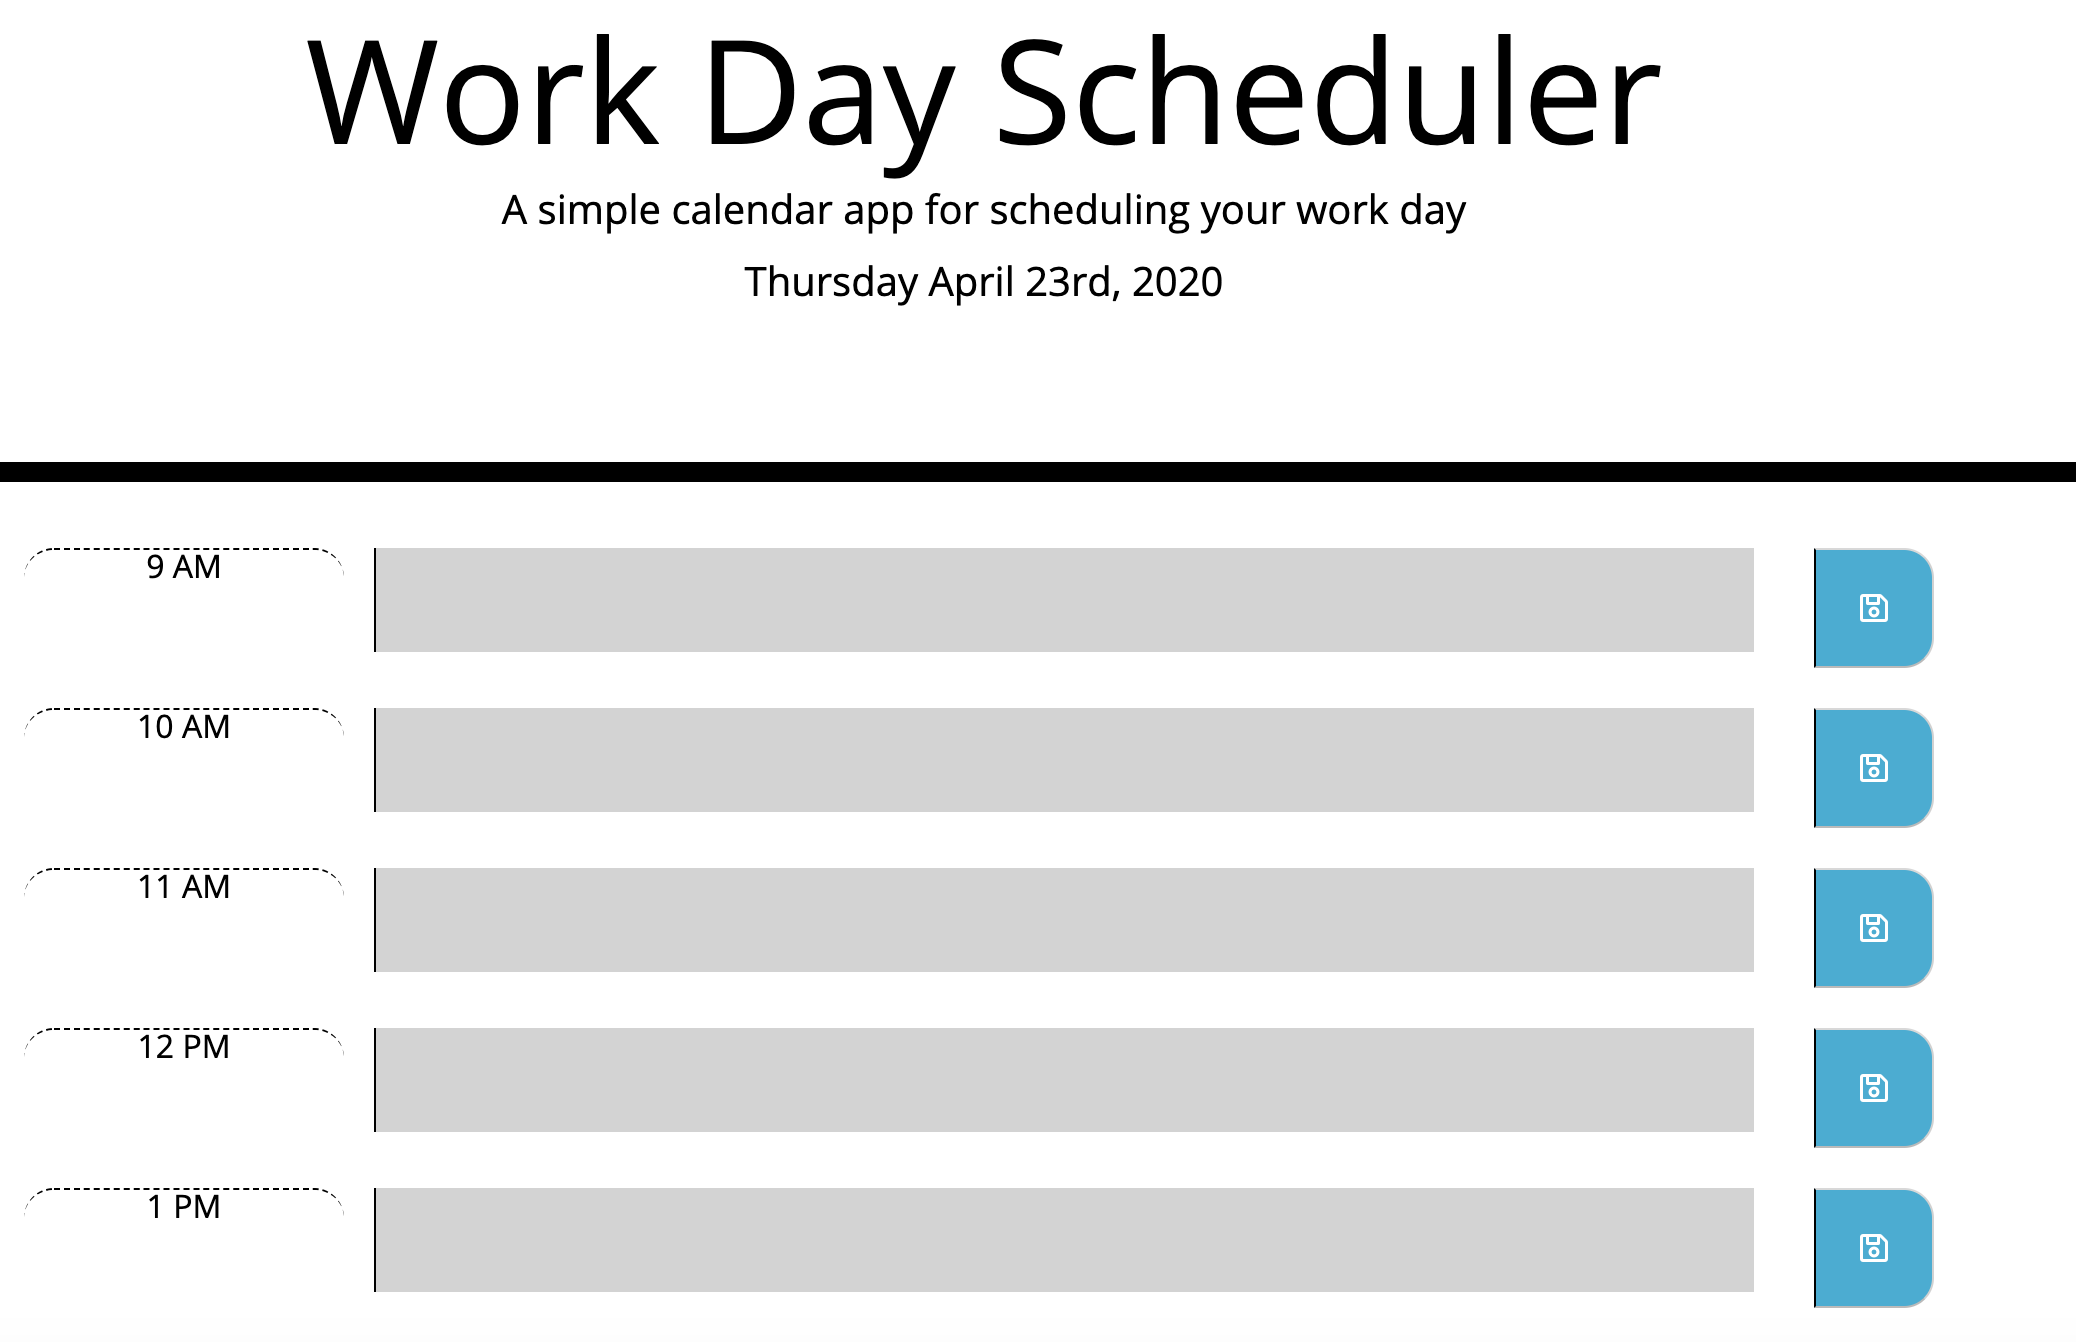 Work Day Scheduler
A simple calendar app for scheduling your work day
Thursday April 23rd, 2020
9 AM
10 AM
11 AM
12 PM
1 PM